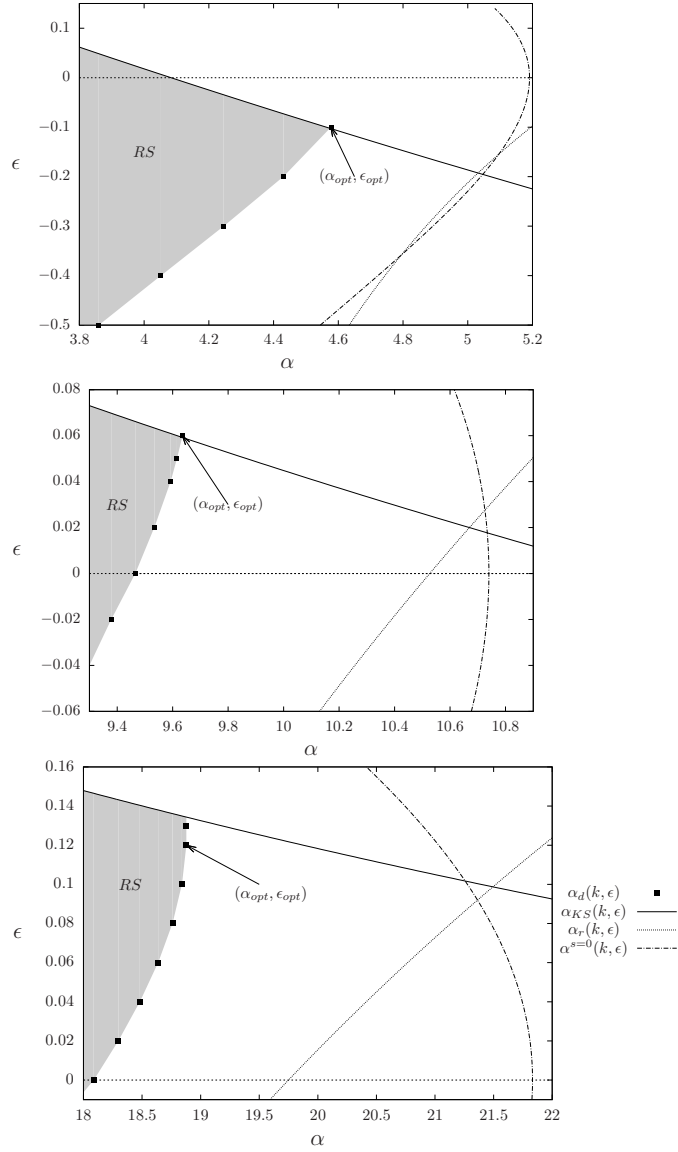 0.1
0
−0.1
−0.2
−0.3
−0.4
−0.5
ϵ
RS
(α_opt, ϵ_opt)
3.8 4 4.2 4.4 4.6 4.8 5 5.2
α
0.08
0.06
0.04
0.02
0
−0.02
−0.04
−0.06
ϵ
RS
(α_opt, ϵ_opt)
9.4 9.6 9.8 10 10.2 10.4 10.6 10.8
α
0.16
0.14
0.12
0.1
0.08
0.06
0.04
0.02
0
ϵ
RS
(α_opt, ϵ_opt)
18 18.5 19 19.5 20 20.5 21 21.5 22
α
α_d(k, ϵ)
α_KS(k, ϵ)
α_r(k, ϵ)
α^{s=0}(k, ϵ)